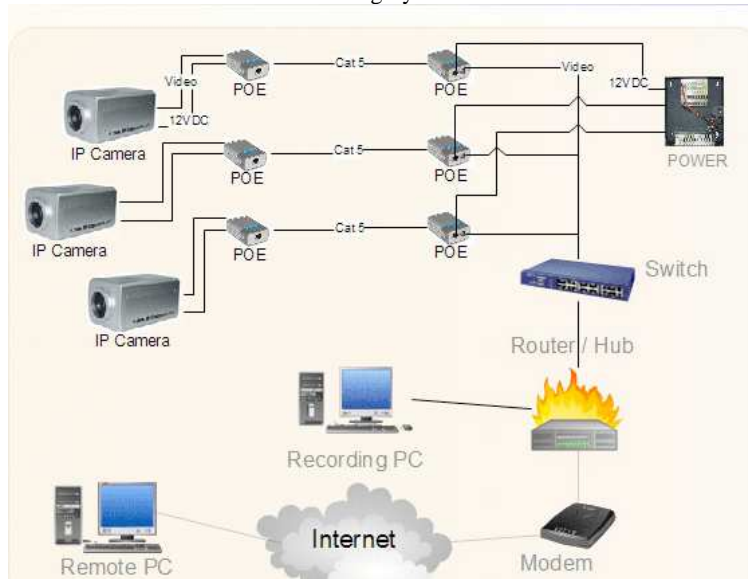 Video
12VDC
IP Camera
POE
Cat 5
POE
Video
12VDC
POWER
IP Camera
POE
Cat 5
POE
IP Camera
POE
Cat 5
POE
Switch
Router / Hub
Recording PC
Remote PC
Internet
Modem